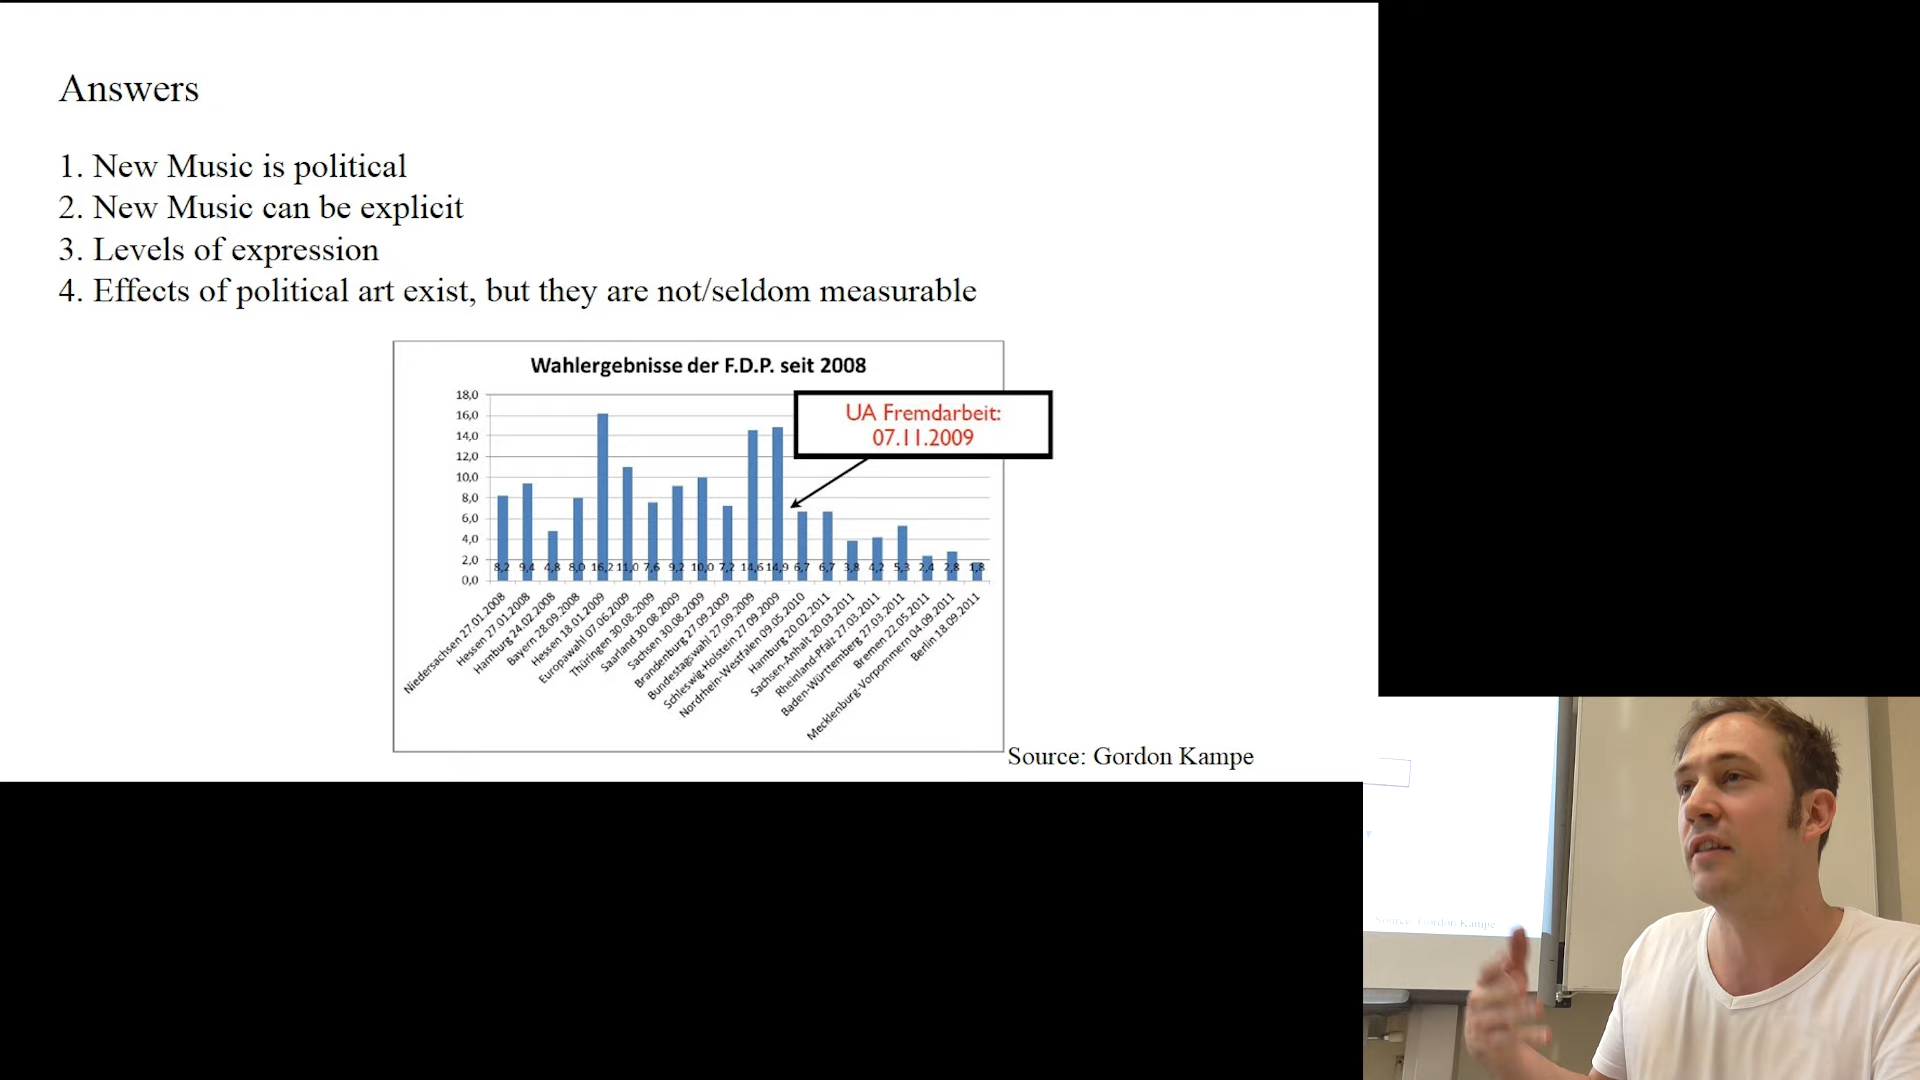 Answers
1. New Music is political
2. New Music can be explicit
3. Levels of expression
4. Effects of political art exist, but they are not/seldom measurable
Wahlergebnisse der F.D.P. seit 2008
UA Fremdarbeit:
07.11.2009
18,0
16,0
14,0
12,0
10,0
8,0
6,0
4,0
2,0
0,0
8,2 9,4 4,8 8,0 16,2 11,0 7,6 9,2 10,0 7,2 14,6 14,9 6,7 6,7 3,8 4,2 5,3 2,4 2,8 1,8
Niedersachsen 27.01.2008
Hessen 27.01.2008
Hamburg 24.02.2008
Bayern 28.09.2008
Hessen 18.01.2009
Europawahl 07.06.2009
Thüringen 30.08.2009
Saarland 30.08.2009
Sachsen 30.08.2009
Brandenburg 27.09.2009
Bundestagswahl 27.09.2009
Schleswig-Holstein 27.09.2009
Nordrhein-Westfalen 09.05.2010
Hamburg 20.02.2011
Sachsen-Anhalt 20.03.2011
Rheinland-Pfalz 27.03.2011
Baden-Württemberg 27.03.2011
Bremen 22.05.2011
Mecklenburg-Vorpommern 04.09.2011
Berlin 18.09.2011
Source: Gordon Kampe
Source: Gordon Kampe